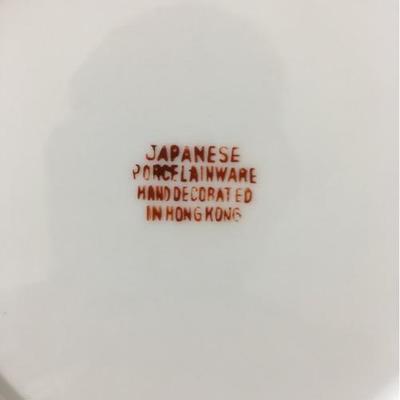 JAPANESE
PORCELAINWARE
HAND DECORATED
IN HONG KONG